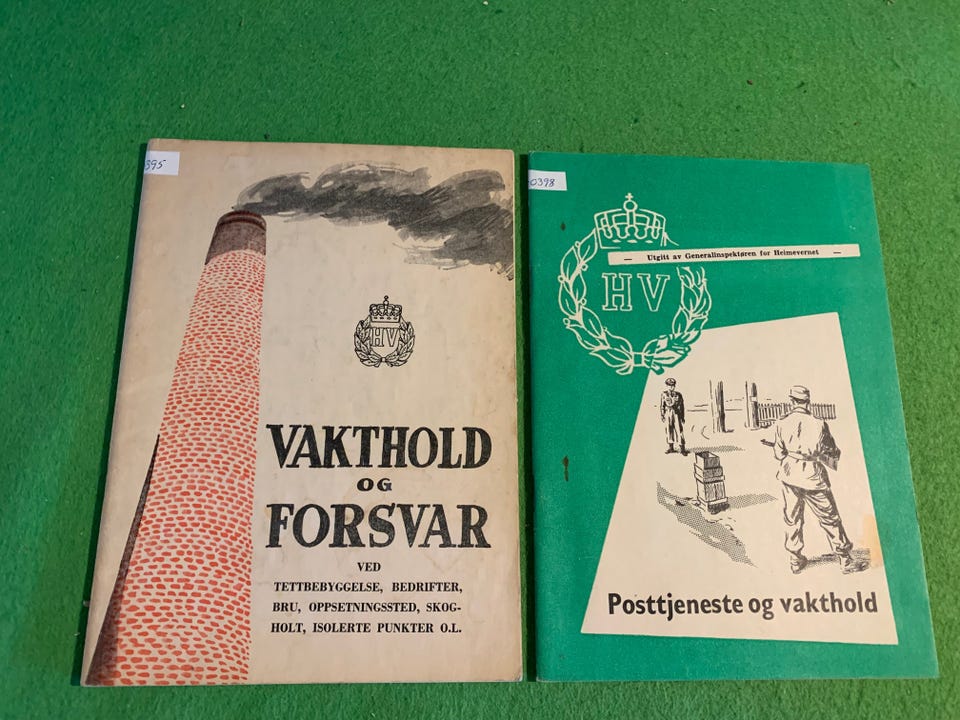 395
HV
VAKTHOLD
OG
FORSVAR
VED
TETTBEBYGGELSE, BEDRIFTER,
BRU, OPPSETNINGSSTED, SKOG-
HOLT, ISOLERTE PUNKTER O.L.
0398
— Utgitt av Generalinspektøren for Heimevernet —
HV
Posttjeneste og vakthold